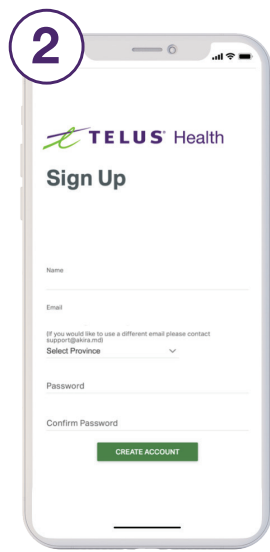 2
TELUS® Health
Sign Up
Name
Email
(If you would like to use a different email please contact
support@akira.md)
Select Province
Password
Confirm Password
CREATE ACCOUNT